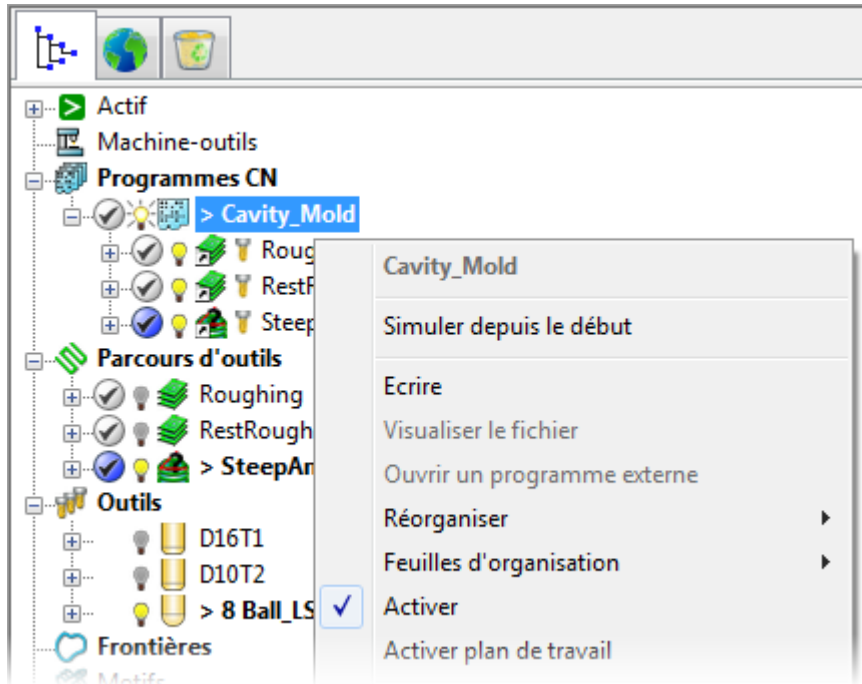 Actif
Machine-outils
Programmes CN
> Cavity_Mold
Roug
RestR
Steep
Parcours d'outils
Roughing
RestRough
> SteepAn
Outils
D16T1
D10T2
> 8 Ball_LS
Frontières
Motifs
Cavity_Mold
Simuler depuis le début
Ecrire
Visualiser le fichier
Ouvrir un programme externe
Réorganiser
Feuilles d'organisation
Activer
Activer plan de travail